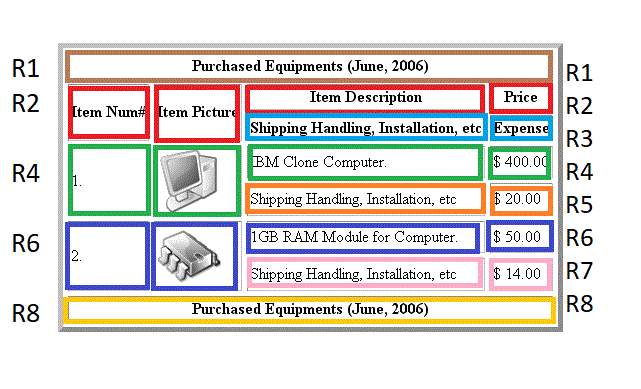 R1 Purchased Equipments (June, 2006) R1
R2 Item Num# Item Picture Item Description Price R2
Shipping Handling, Installation, etc Expense R3
R4 1. IBM Clone Computer. $ 400.00 R4
Shipping Handling, Installation, etc $ 20.00 R5
R6 2. 1GB RAM Module for Computer. $ 50.00 R6
Shipping Handling, Installation, etc $ 14.00 R7
R8 Purchased Equipments (June, 2006) R8